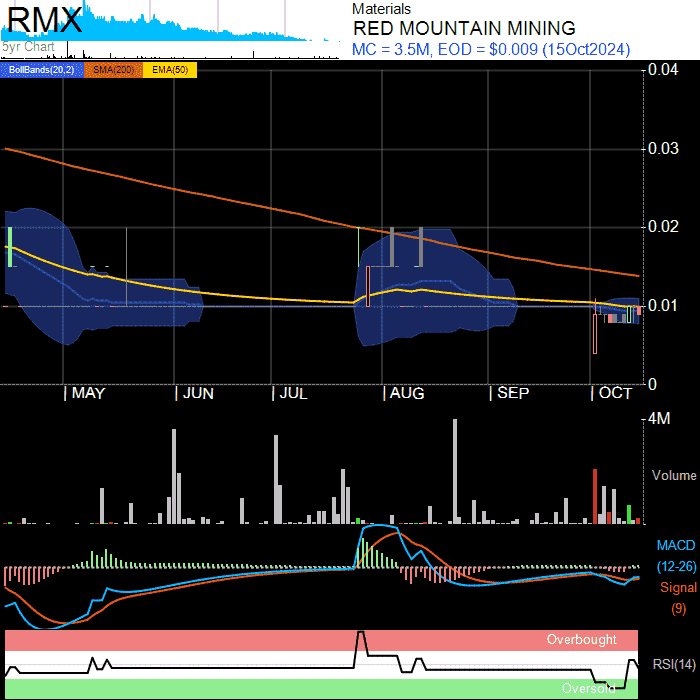 RMX
5yr Chart
Materials
RED MOUNTAIN MINING
MC = 3.5M, EOD = $0.009 (15Oct2024)
BollBands(20,2) SMA(200) EMA(50)
0.04
0.03
0.02
0.01
0
MAY JUN JUL AUG SEP OCT
4M
Volume
MACD
(12-26)
Signal
(9)
Overbought
RSI(14)
Oversold